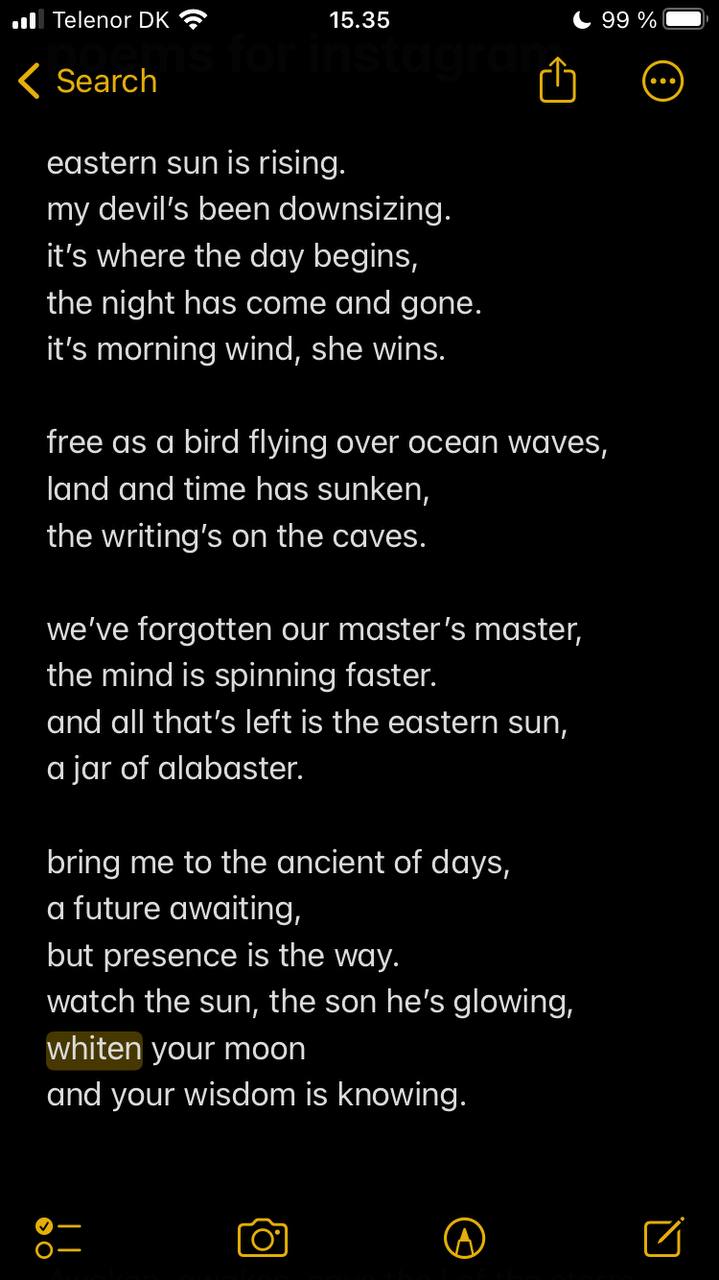 Telenor DK 15.35 99 %
poems for instagram
Search
eastern sun is rising.
my devil’s been downsizing.
it’s where the day begins,
the night has come and gone.
it’s morning wind, she wins.
free as a bird flying over ocean waves,
land and time has sunken,
the writing’s on the caves.
we’ve forgotten our master’s master,
the mind is spinning faster.
and all that’s left is the eastern sun,
a jar of alabaster.
bring me to the ancient of days,
a future awaiting,
but presence is the way.
watch the sun, the son he’s glowing,
whiten your moon
and your wisdom is knowing.